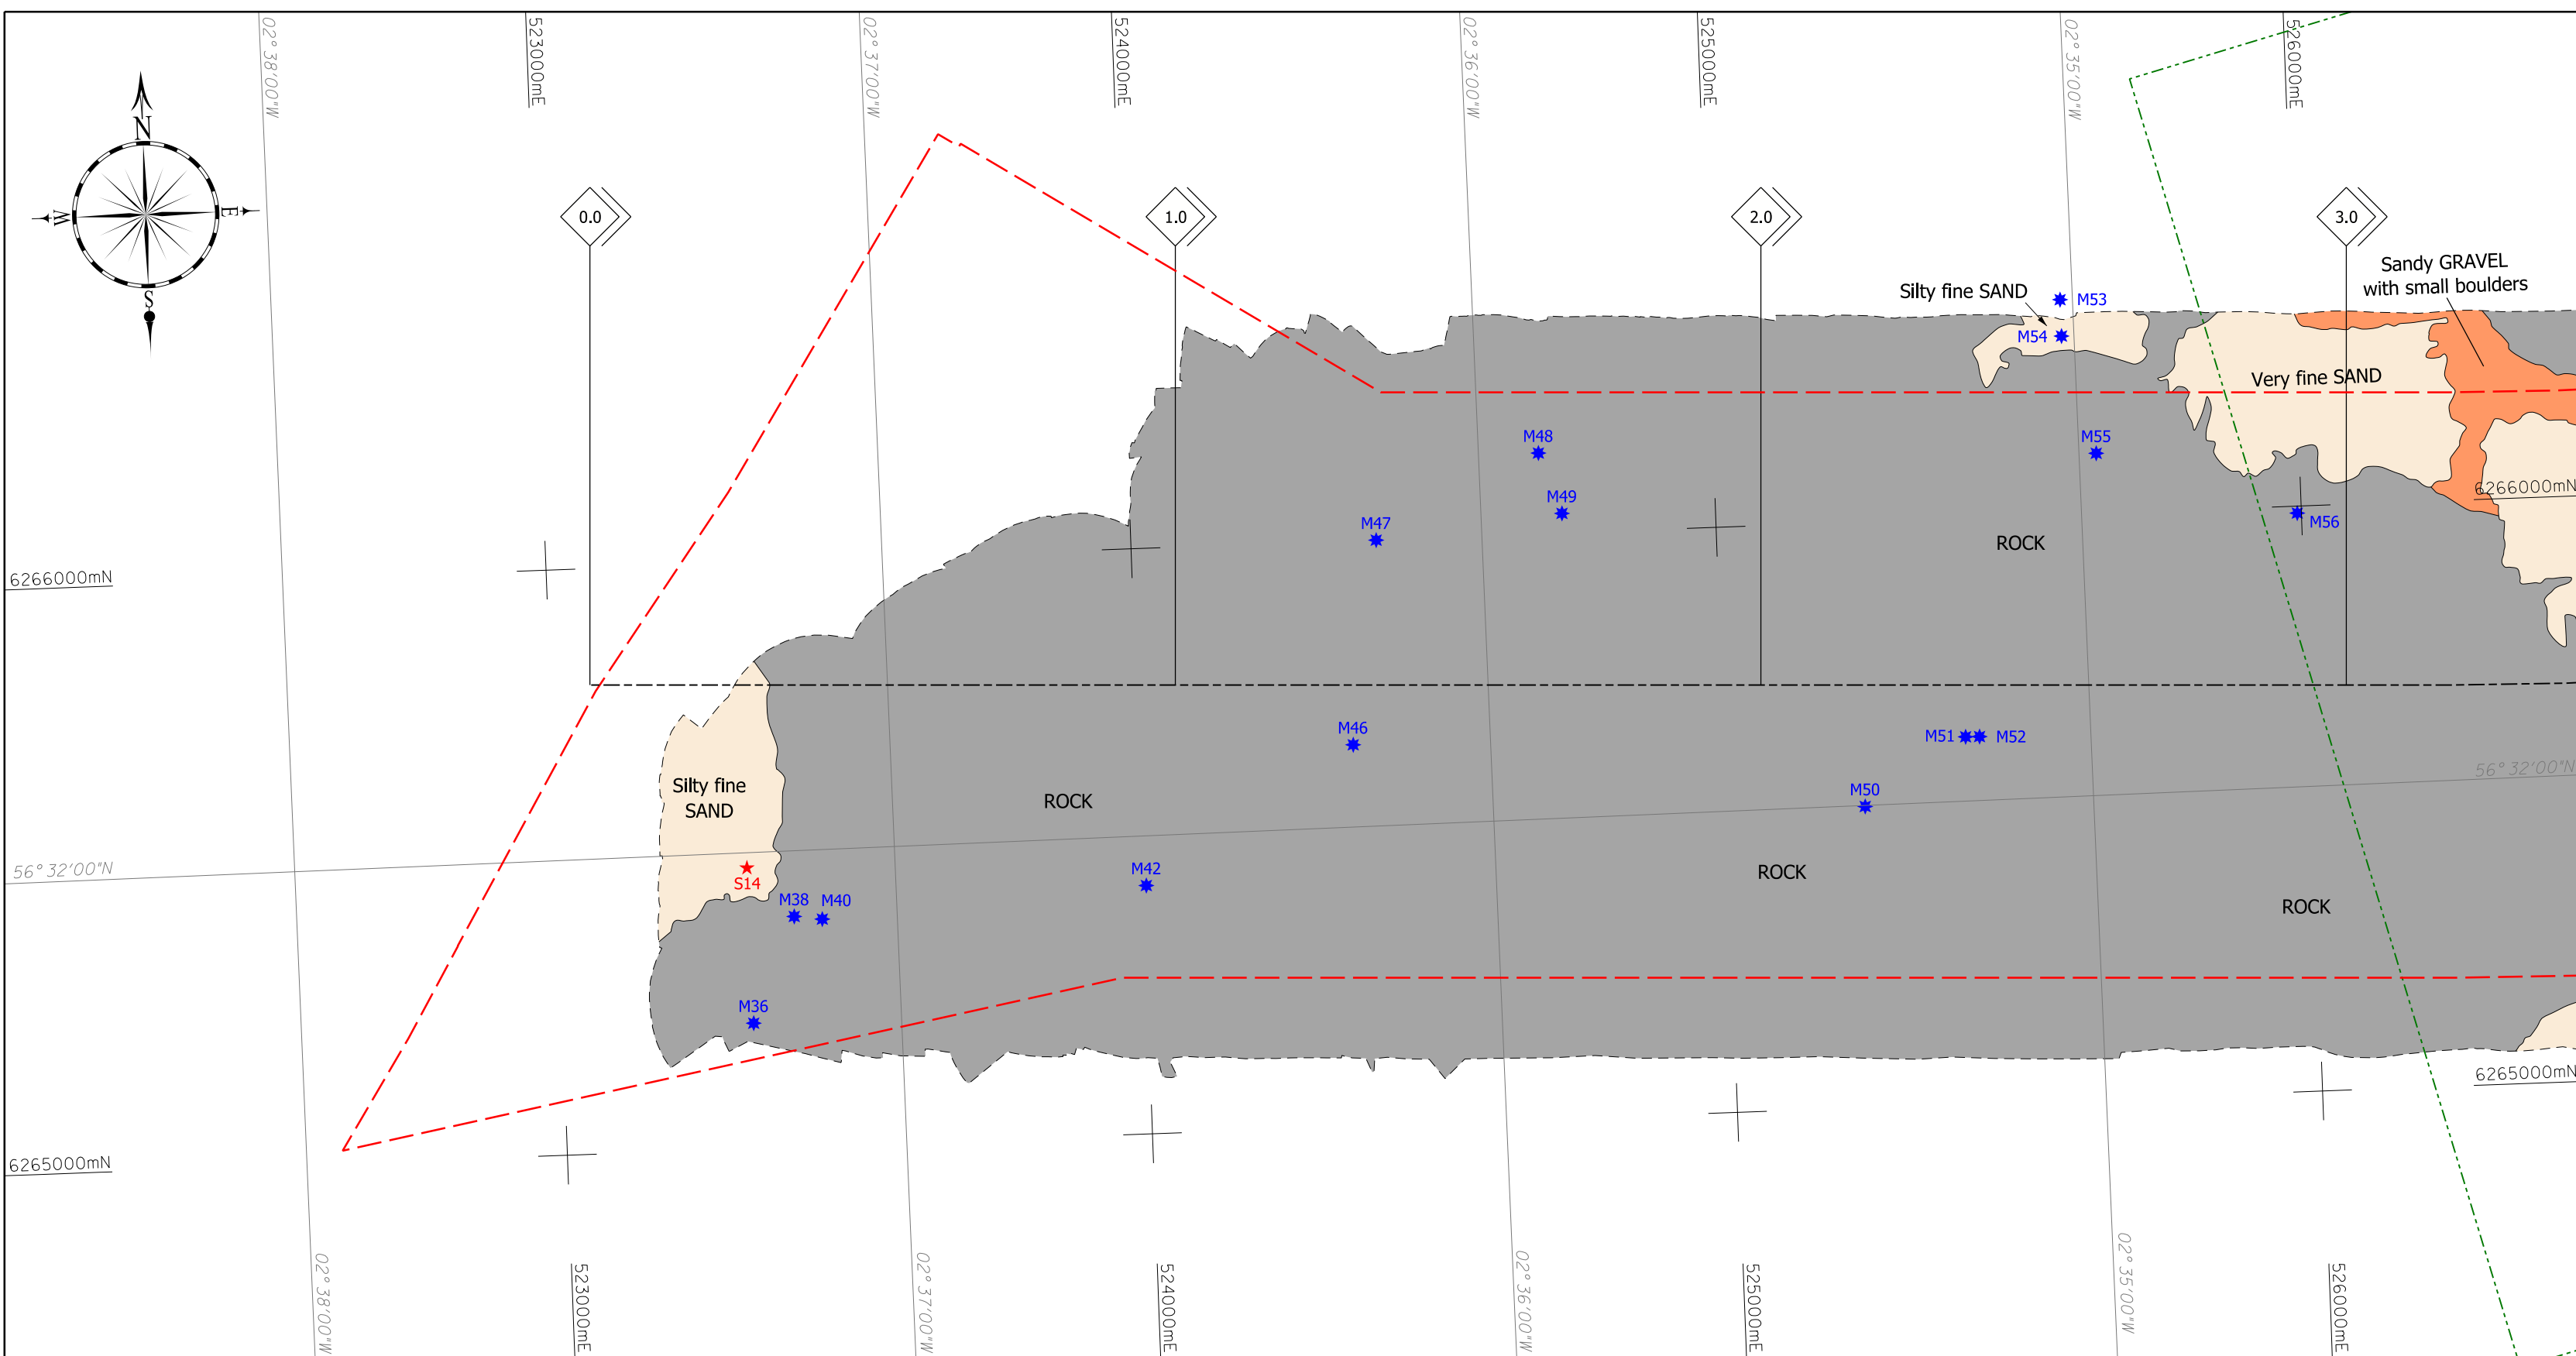 02° 38'00"W
523000mE
02° 37'00"W
524000mE
02° 36'00"W
525000mE
02° 35'00"W
526000mE
N
W
E
S
0.0
1.0
2.0
3.0
Sandy GRAVEL
with small boulders
Silty fine SAND
M53
M54
Very fine SAND
M48
M55
M49
M47
M56
6266000mN
ROCK
6266000mN
M46
M51
M52
56° 32'00"N
Silty fine
SAND
M50
ROCK
ROCK
56° 32'00"N
M42
S14
M38
M40
ROCK
M36
6265000mN
6265000mN
02° 38'00"W
523000mE
02° 37'00"W
524000mE
02° 36'00"W
525000mE
02° 35'00"W
526000mE